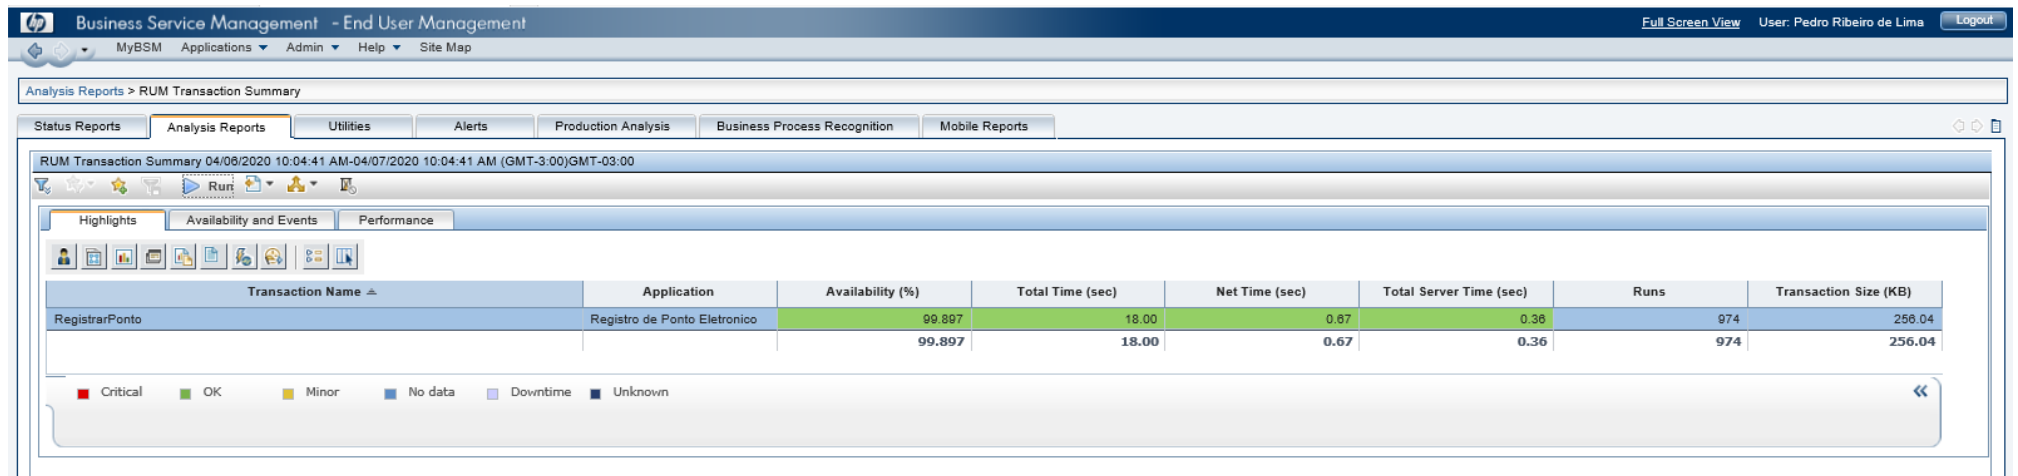 hp Business Service Management - End User Management Full Screen View User: Pedro Ribeiro de Lima Logout
MyBSM Applications Admin Help Site Map
Analysis Reports > RUM Transaction Summary
Status Reports Analysis Reports Utilities Alerts Production Analysis Business Process Recognition Mobile Reports
RUM Transaction Summary 04/06/2020 10:04:41 AM-04/07/2020 10:04:41 AM (GMT-3:00)GMT-03:00
Run
Highlights Availability and Events Performance
Transaction Name Application Availability (%) Total Time (sec) Net Time (sec) Total Server Time (sec) Runs Transaction Size (KB)
RegistrarPonto Registro de Ponto Eletronico 99.897 18.00 0.67 0.36 974 256.04
99.897 18.00 0.67 0.36 974 256.04
Critical OK Minor No data Downtime Unknown